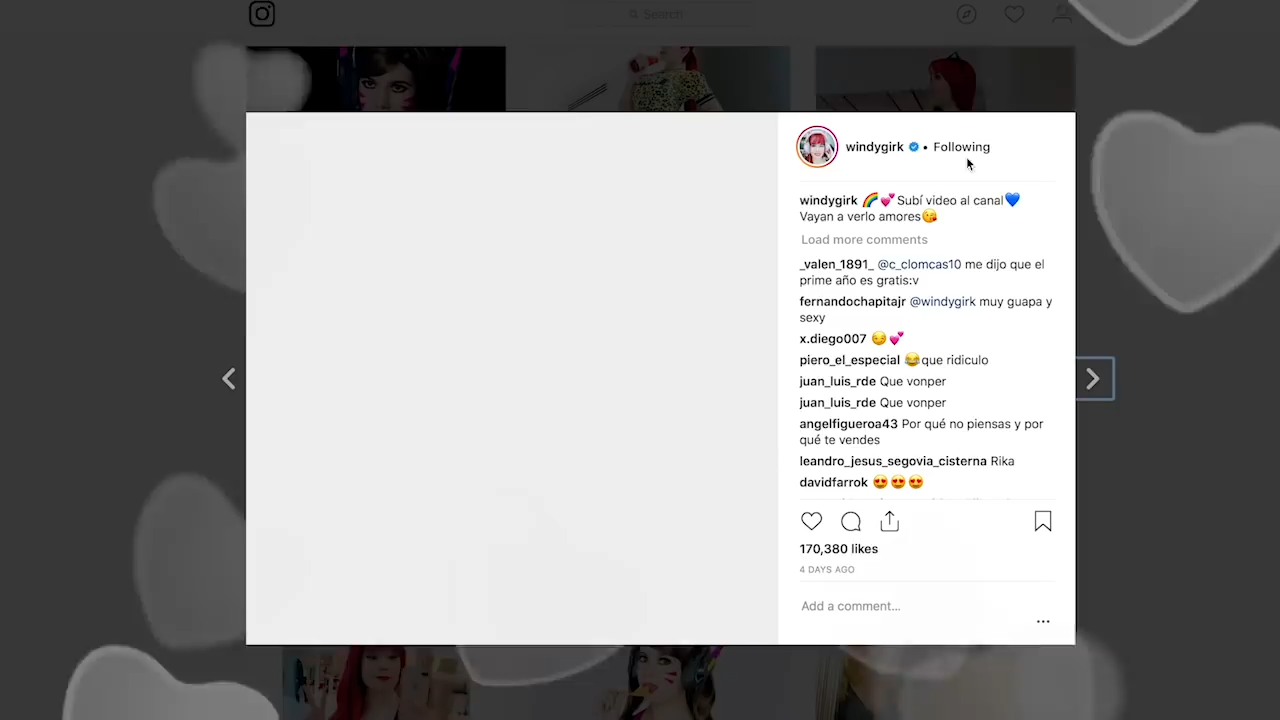 Search
windygirk • Following
windygirk 🌈💕Subí video al canal💙
Vayan a verlo amores😘
Load more comments
_valen_1891_ @c_clomcas10 me dijo que el
prime año es gratis:v
fernandochapitajr @windygirk muy guapa y
sexy
x.diego007 😏💕
piero_el_especial 😂que ridiculo
juan_luis_rde Que vonper
juan_luis_rde Que vonper
angelfigueroa43 Por qué no piensas y por
qué te vendes
leandro_jesus_segovia_cisterna Rika
davidfarrok 😍😍😍
170,380 likes
4 DAYS AGO
Add a comment...